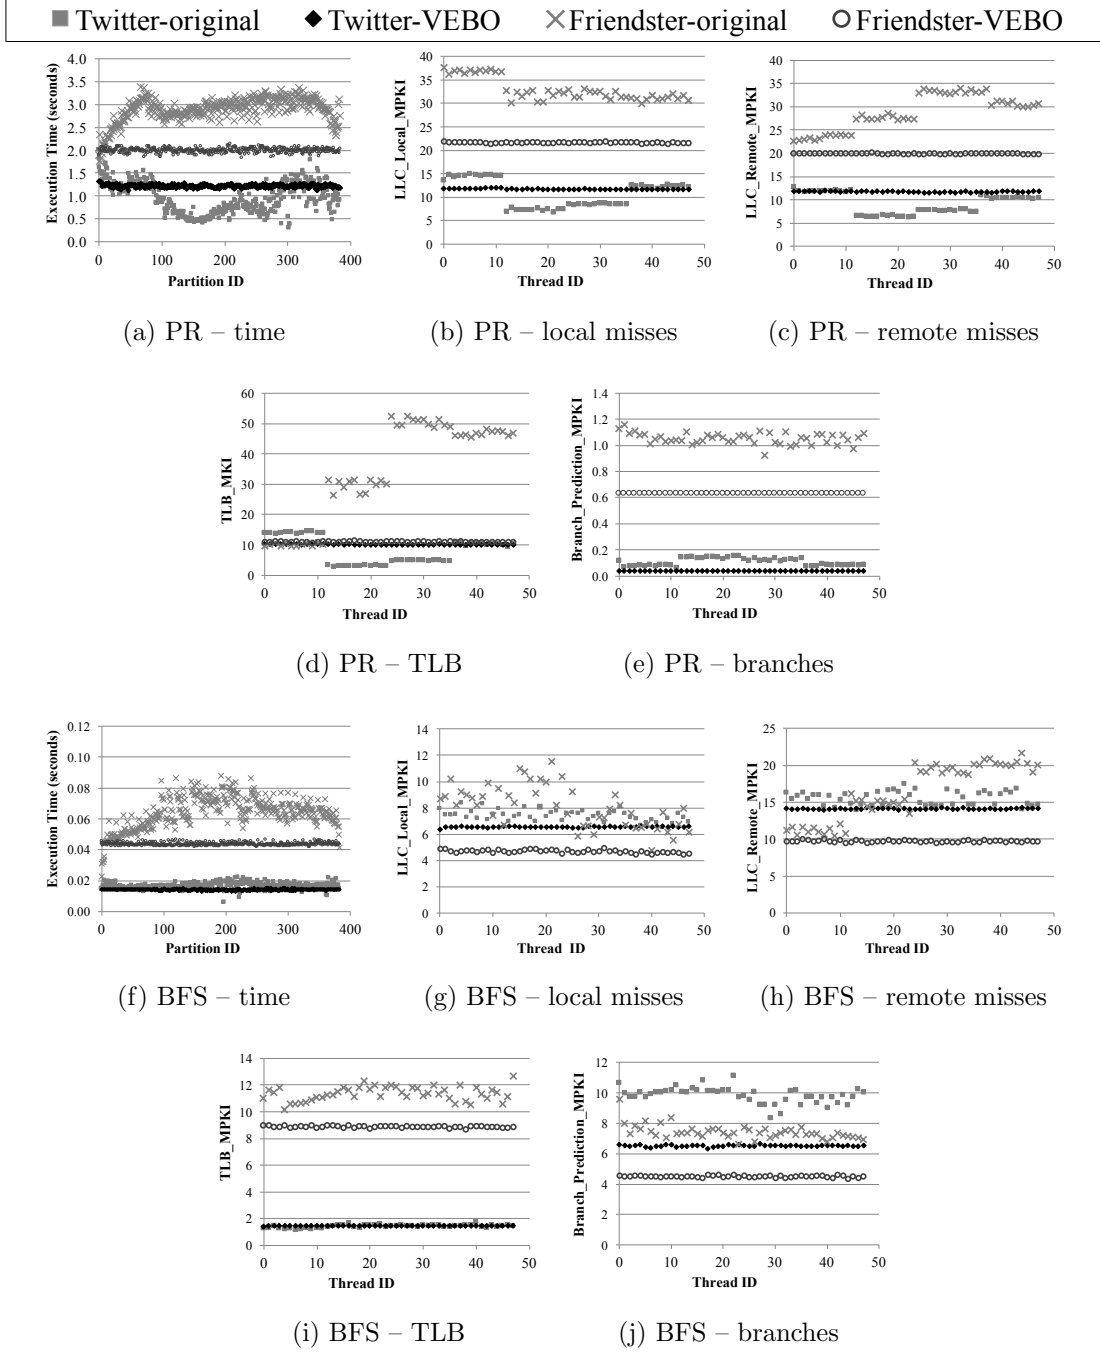 Twitter-original Twitter-VEBO Friendster-original Friendster-VEBO
Execution Time (seconds)
4.0
3.5
3.0
2.5
2.0
1.5
1.0
0.5
0.0
0 100 200 300 400
Partition ID
(a) PR – time
LLC_Local_MPKI
40
35
30
25
20
15
10
5
0
0 10 20 30 40 50
Thread ID
(b) PR – local misses
LLC_Remote_MPKI
40
35
30
25
20
15
10
5
0
0 10 20 30 40 50
Thread ID
(c) PR – remote misses
TLB_MKI
60
50
40
30
20
10
0
0 10 20 30 40 50
Thread ID
(d) PR – TLB
Branch_Prediction_MPKI
1.4
1.2
1.0
0.8
0.6
0.4
0.2
0.0
0 10 20 30 40 50
Thread ID
(e) PR – branches
Execution Time (seconds)
0.12
0.10
0.08
0.06
0.04
0.02
0.00
0 100 200 300 400
Partition ID
(f) BFS – time
LLC_Local_MPKI
14
12
10
8
6
4
2
0
0 10 20 30 40 50
Thread ID
(g) BFS – local misses
LLC_Remote_MPKI
25
20
15
10
5
0
0 10 20 30 40 50
Thread ID
(h) BFS – remote misses
TLB_MPKI
14
12
10
8
6
4
2
0
0 10 20 30 40 50
Thread ID
(i) BFS – TLB
Branch_Prediction_MPKI
12
10
8
6
4
2
0
0 10 20 30 40 50
Thread ID
(j) BFS – branches